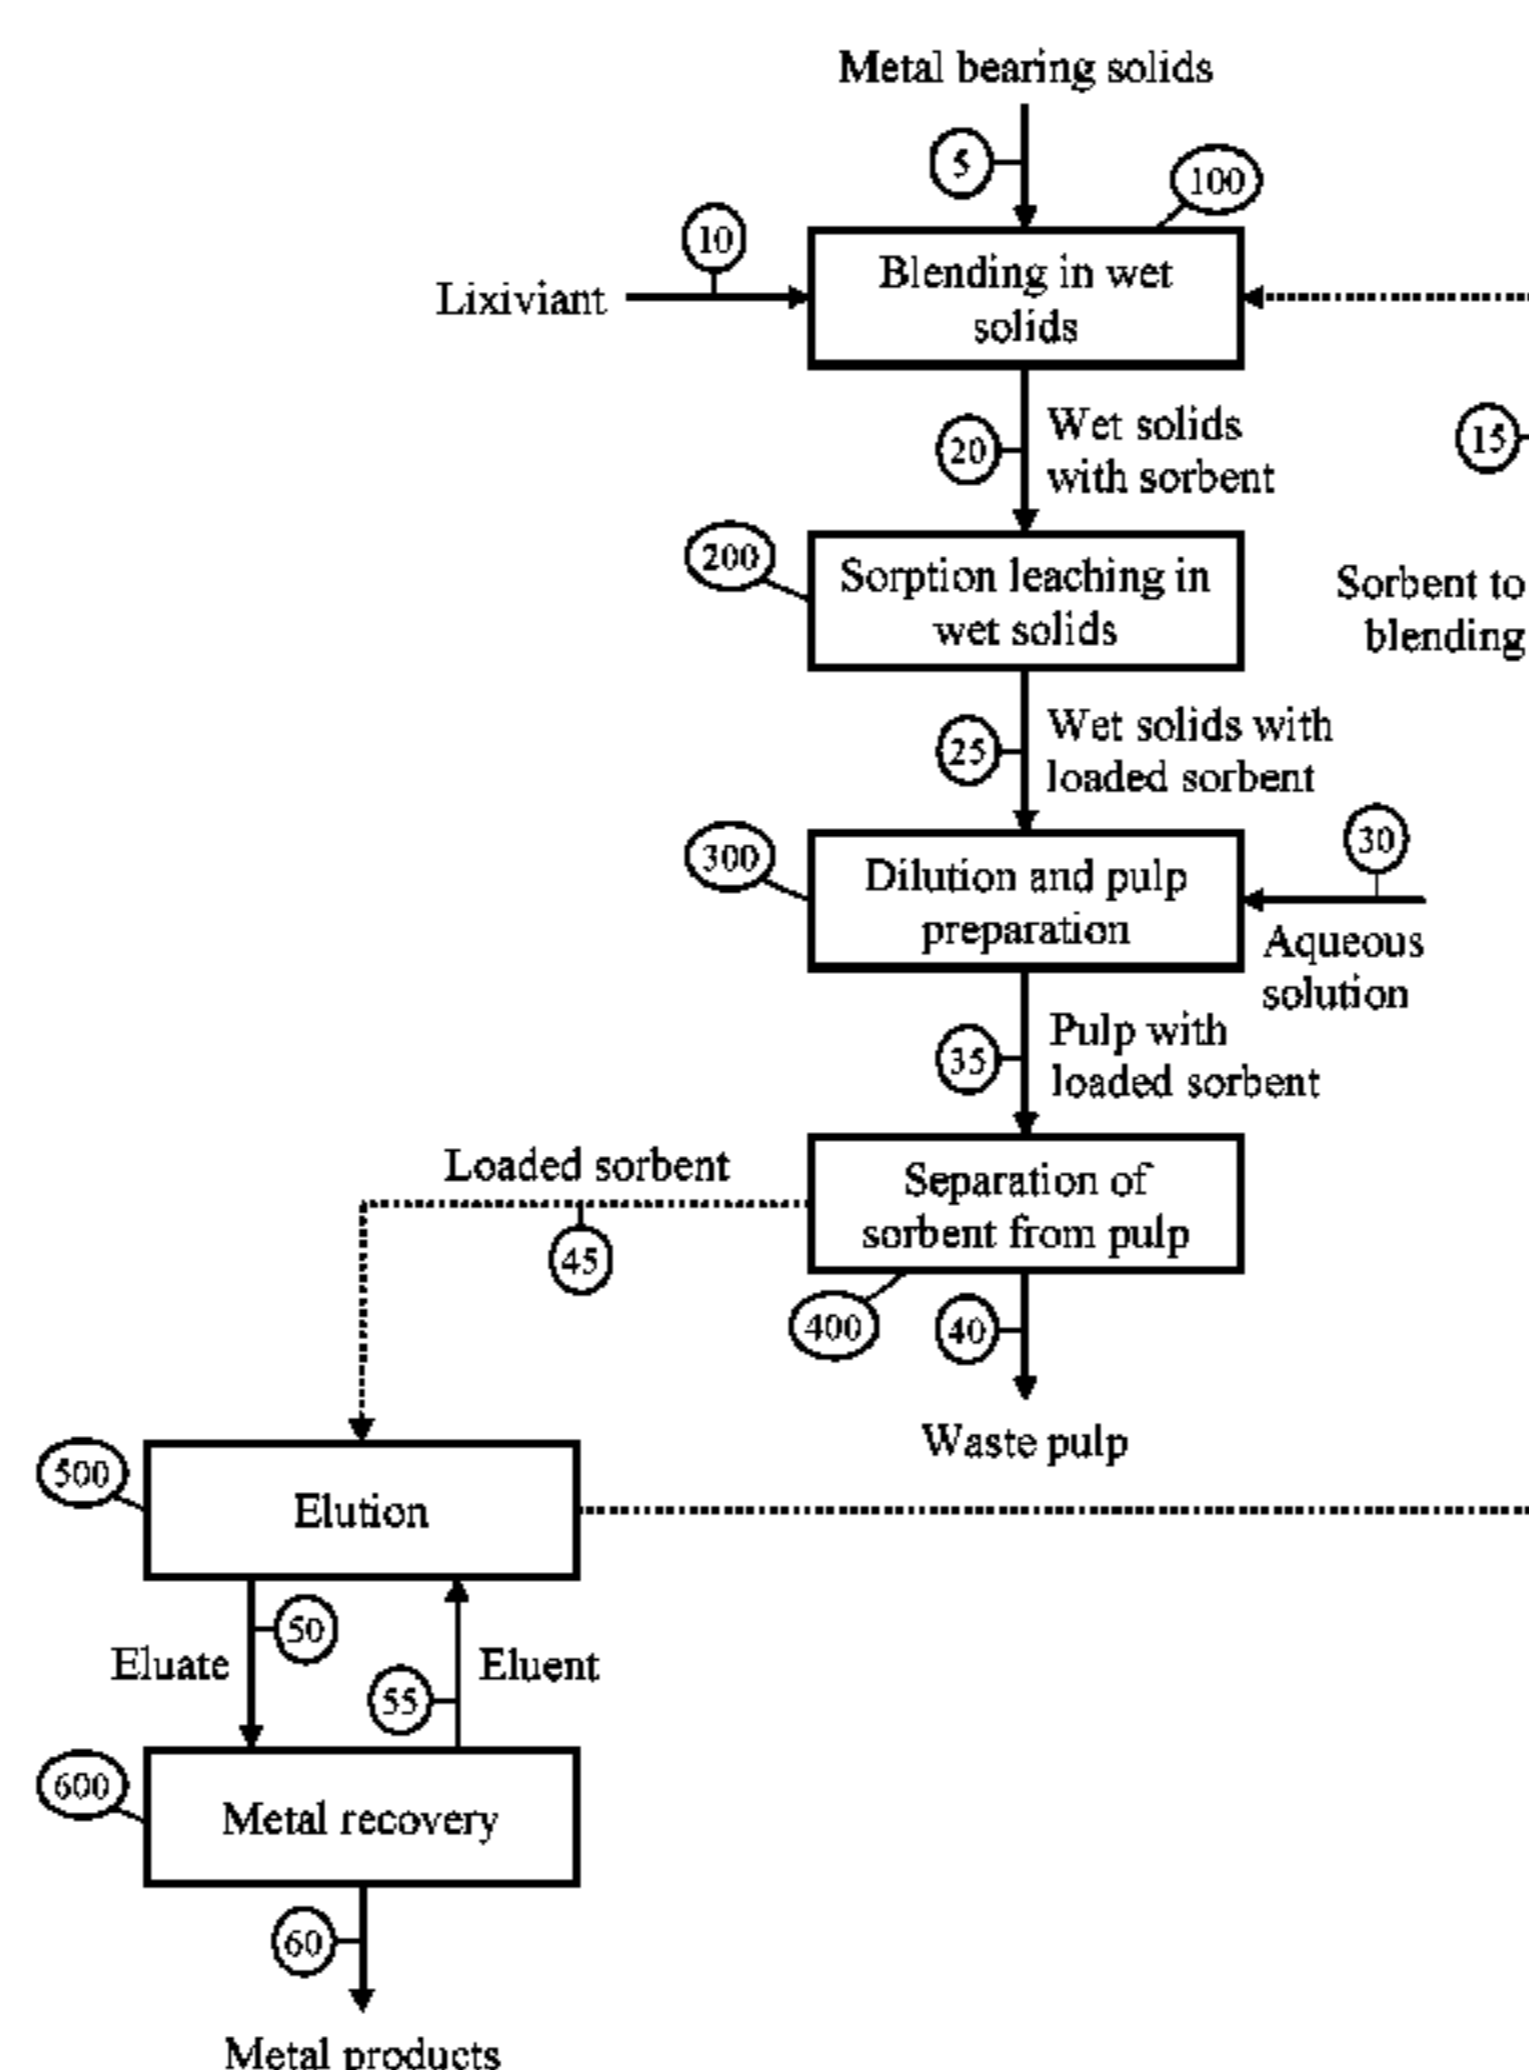 Metal bearing solids
5
100
10
Lixiviant
Blending in wet
solids
20
Wet solids
with sorbent
15
200
Sorption leaching in
wet solids
Sorbent to
blending
25
Wet solids with
loaded sorbent
300
Dilution and pulp
preparation
30
Aqueous
solution
35
Pulp with
loaded sorbent
Loaded sorbent
45
Separation of
sorbent from pulp
400
40
Waste pulp
500
Elution
50
Eluate
55
Eluent
600
Metal recovery
60
Metal products